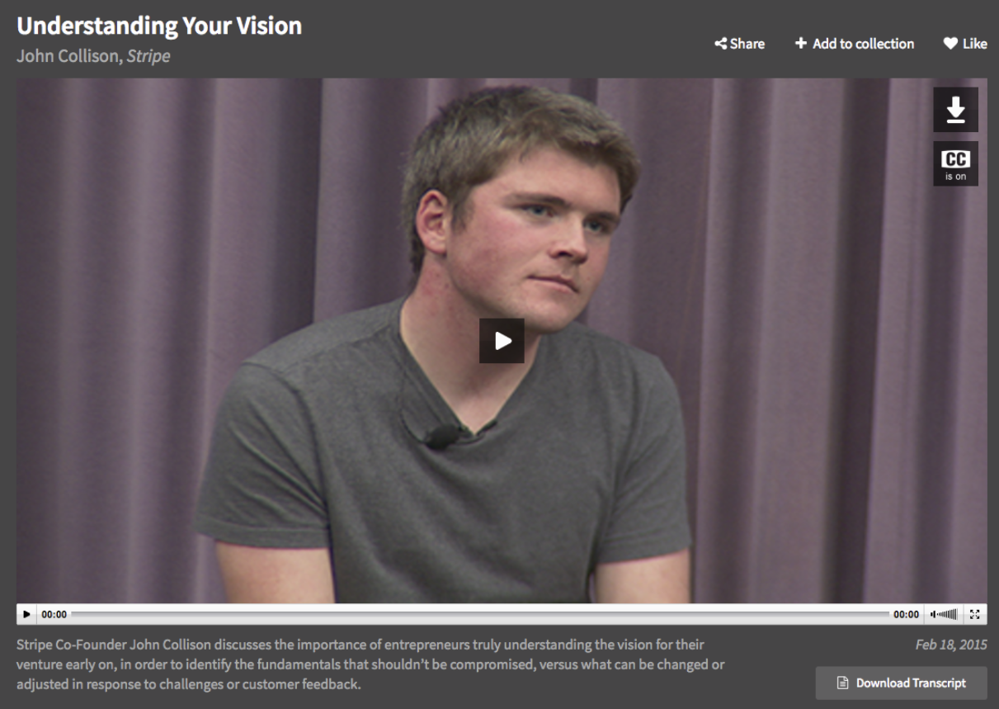 Understanding Your Vision
John Collison, Stripe
Share
Add to collection
Like
CC
is on
00:00
00:00
Stripe Co-Founder John Collison discusses the importance of entrepreneurs truly understanding the vision for their
venture early on, in order to identify the fundamentals that shouldn’t be compromised, versus what can be changed or
adjusted in response to challenges or customer feedback.
Feb 18, 2015
Download Transcript